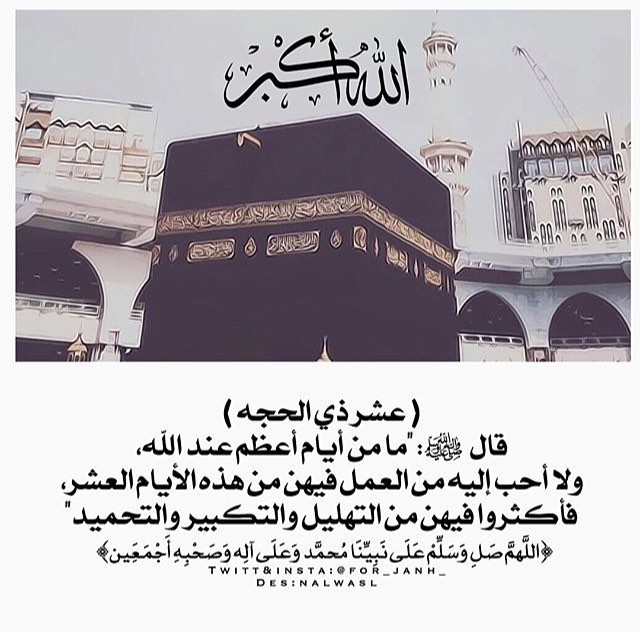 الله أكبر
( عشر ذي الحجه )
قال ﷺ : "ما من أيام أعظم عند الله،
ولا أحب إليه من العمل فيهن من هذه الأيام العشر،
فأكثروا فيهن من التهليل والتكبير والتحميد"
﴿اللَّهمَّ صَلِ وَسَلِّمْ عَلَى نَبِيِّنَا مُحمَّد وَعَلَى آلِه وَصَحْبِهِ أَجْمَعَين﴾
Twitt&insta:@for_janh_
Des:nalwasl